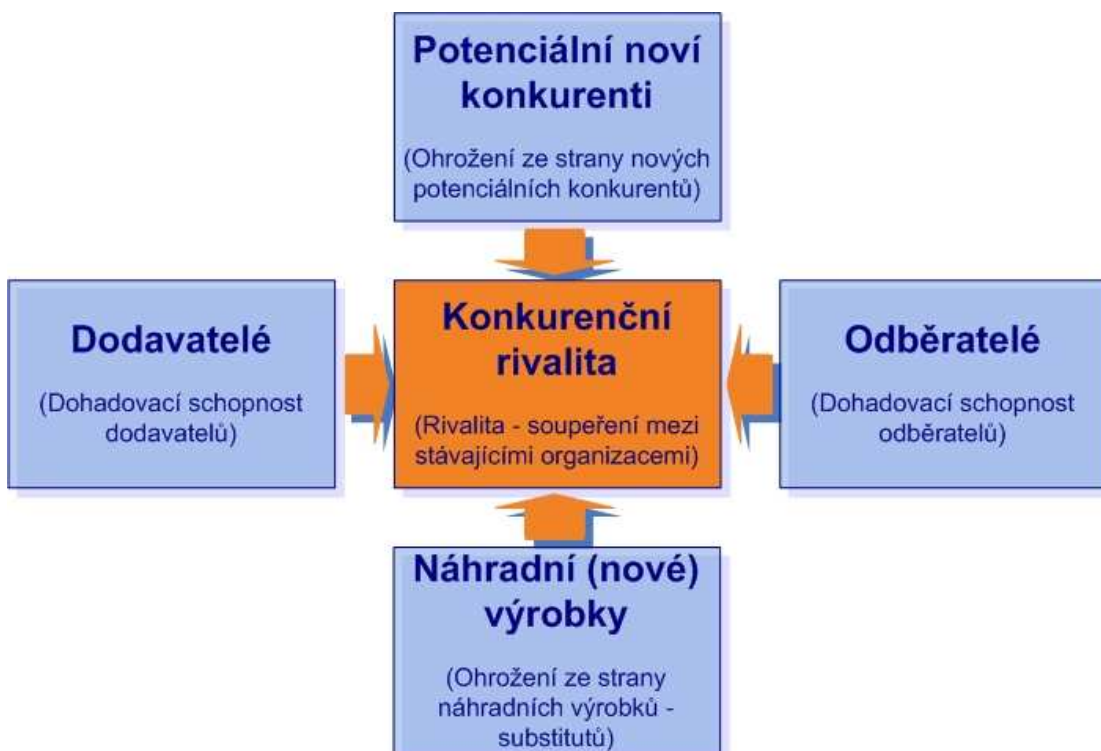 Potenciální noví
konkurenti
(Ohrožení ze strany nových
potenciálních konkurentů)
Dodavatelé
(Dohadovací schopnost
dodavatelů)
Konkurenční
rivalita
(Rivalita - soupeření mezi
stávajícími organizacemi)
Odběratelé
(Dohadovací schopnost
odběratelů)
Náhradní (nové)
výrobky
(Ohrožení ze strany
náhradních výrobků -
substitutů)